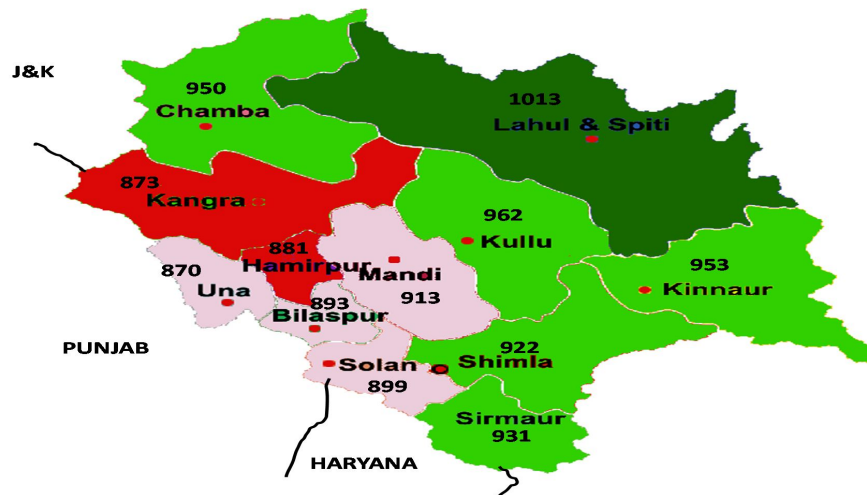 J&K
950
Chamba
1013
Lahul & Spiti
873
Kangra
962
Kullu
881
Hamirpur
870
Una
Mandi
913
953
Kinnaur
893
Bilaspur
PUNJAB
922
Shimla
Solan
899
Sirmaur
931
HARYANA